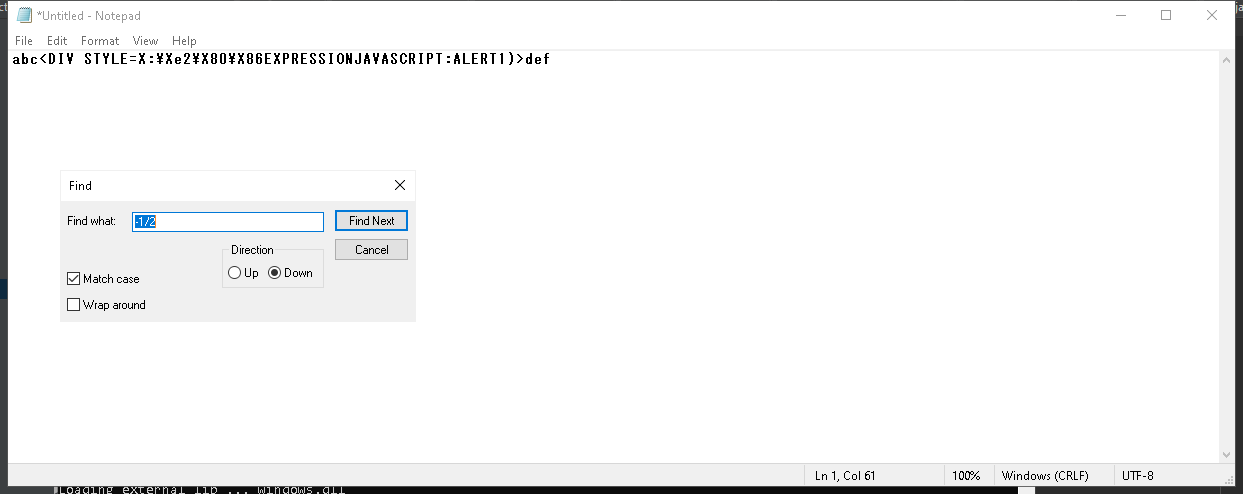 *Untitled - Notepad
File Edit Format View Help
abc<DIV STYLE=X:¥Xe2¥X80¥X86EXPRESSIONJAVASCRIPT:ALERT1)>def
Find
Find what: -1/2 Find Next
Direction Cancel
Up Down
Match case
Wrap around
Ln 1, Col 61 100% Windows (CRLF) UTF-8
Loading external lib ... windows.dll